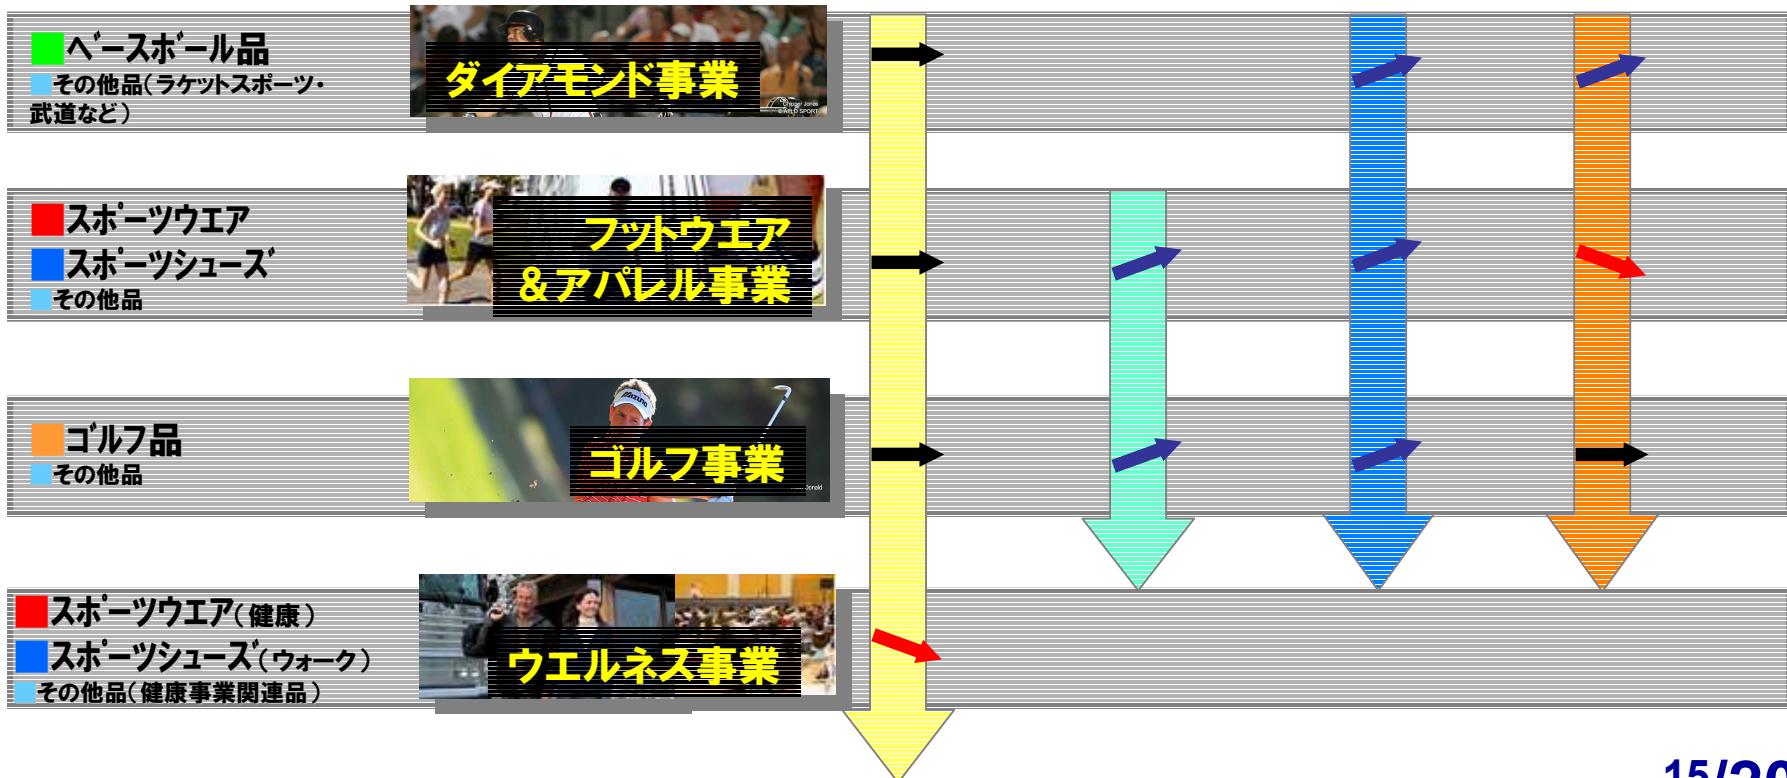 ■ベースボール品
■その他品(ラケットスポーツ・
武道など)
ダイアモンド事業
Chipper Jones
© AFLO SPORT
■スポーツウエア
■スポーツシューズ
■その他品
フットウエア
&アパレル事業
■ゴルフ品
■その他品
MIZUNO
ゴルフ事業
Donald
■スポーツウエア(健康)
■スポーツシューズ(ウォーク)
■その他品(健康事業関連品)
ウエルネス事業